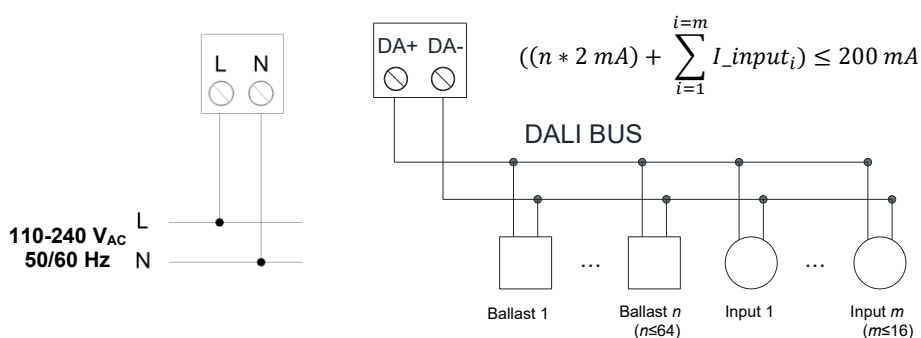 L N
110-240 VAC
50/60 Hz
L
N
DA+ DA-
((n * 2 mA) + ∑_{i=1}^{i=m} I_input_i) ≤ 200 mA
DALI BUS
... ...
Ballast 1
Ballast n
(n≤64)
Input 1
Input m
(m≤16)